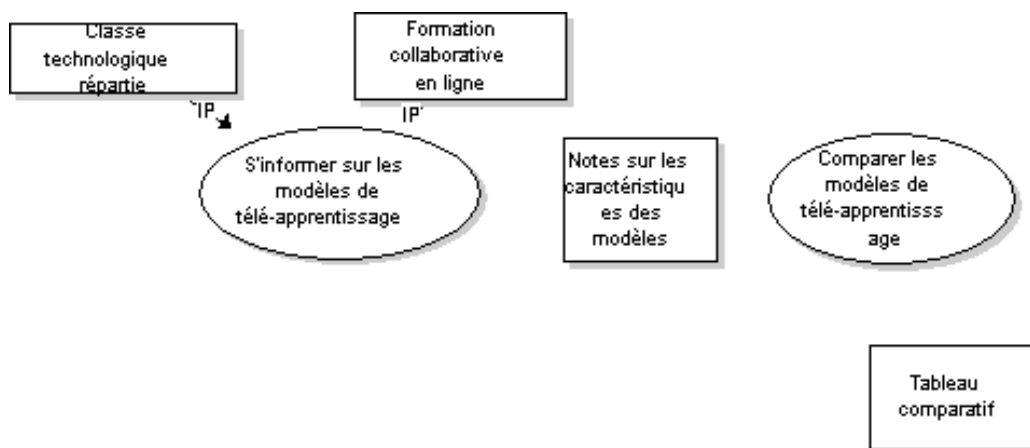 Classe
technologique
répartie
Formation
collaborative
en ligne
IP
IP
S'informer sur les
modèles de
télé-apprentissage
Notes sur les
caractéristiqu
es des
modèles
Comparer les
modèles de
télé-apprentisss
age
Tableau
comparatif